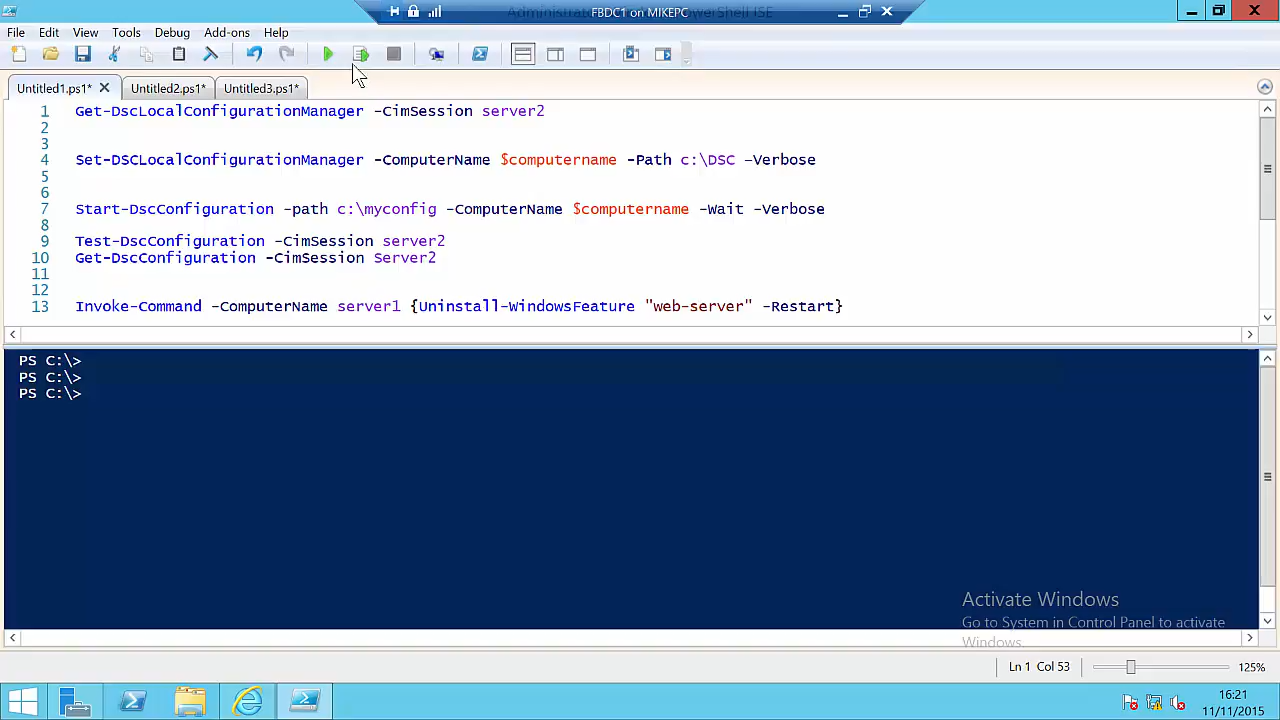 FBDC1 on MIKEPC
File Edit View Tools Debug Add-ons Help
Untitled1.ps1* Untitled2.ps1* Untitled3.ps1*
1 Get-DscLocalConfigurationManager -CimSession server2
2
3
4 Set-DSCLocalConfigurationManager -ComputerName $computername -Path c:\DSC –Verbose
5
6
7 Start-DscConfiguration -path c:\myconfig -ComputerName $computername -Wait -Verbose
8
9 Test-DscConfiguration -CimSession server2
10 Get-DscConfiguration -CimSession Server2
11
12
13 Invoke-Command -ComputerName server1 {Uninstall-WindowsFeature "web-server" -Restart}
PS C:\>
PS C:\>
PS C:\>
Activate Windows
Go to System in Control Panel to activate
Windows.
Ln 1 Col 53 125%
16:21
11/11/2015